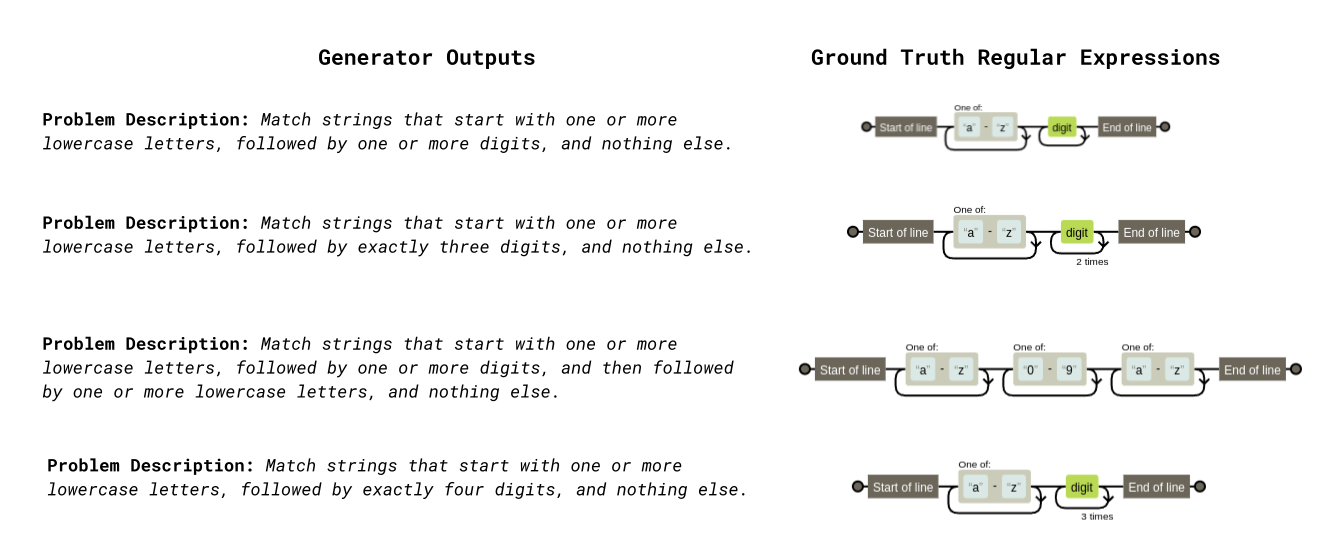 Generator Outputs
Ground Truth Regular Expressions
Problem Description: Match strings that start with one or more
lowercase letters, followed by one or more digits, and nothing else.
One of:
Start of line “a” - “z” digit End of line
Problem Description: Match strings that start with one or more
lowercase letters, followed by exactly three digits, and nothing else.
One of:
Start of line “a” - “z” digit End of line
2 times
Problem Description: Match strings that start with one or more
lowercase letters, followed by one or more digits, and then followed
by one or more lowercase letters, and nothing else.
One of: One of: One of:
Start of line “a” - “z” “0” - “9” “a” - “z” End of line
Problem Description: Match strings that start with one or more
lowercase letters, followed by exactly four digits, and nothing else.
One of:
Start of line “a” - “z” digit End of line
3 times